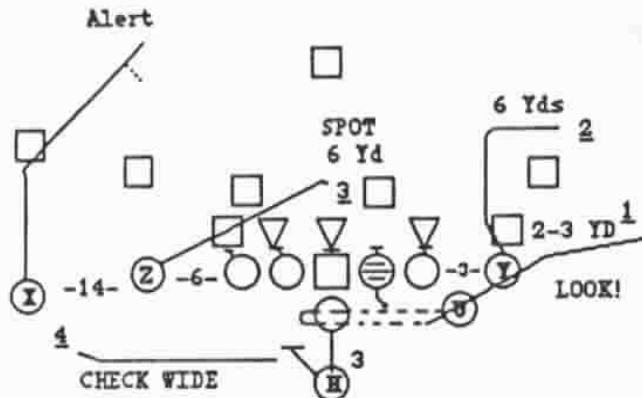 Alert
6 Yds
2
SPOT
6 Yd
3
1
2-3 YD
X
-14-
Z
-6-
-3-
Y
U
LOOK!
4
3
CHECK WIDE
H